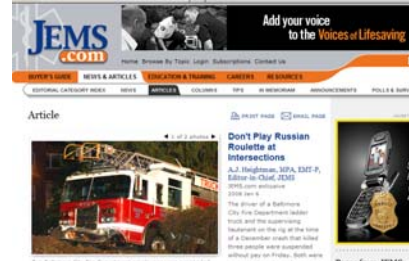 JEMS
.com
Add your voice
to the Voices of Lifesaving
Home Browse By Topic Login Subscriptions Contact Us
BUYER'S GUIDE NEWS & ARTICLES EDUCATION & TRAINING CAREERS RESOURCES
EDITORIAL CATEGORY INDEX NEWS ARTICLES COLUMNS TIPS IN MEMORIAM ANNOUNCEMENTS POLLS &
Article
PRINT PAGE EMAIL PAGE
1 of 2 photos
Don't Play Russian
Roulette at
Intersections
A.J. Heightman, MPA, EMT-P,
Editor-in-Chief, JEMS
JEMS.com exclusive
2006 Jan 6
The driver of a Baltimore
City Fire Department ladder
truck and the supervising
lieutenant on the rig at the time
of a December crash that killed
three people were suspended
without pay on Friday. Both were